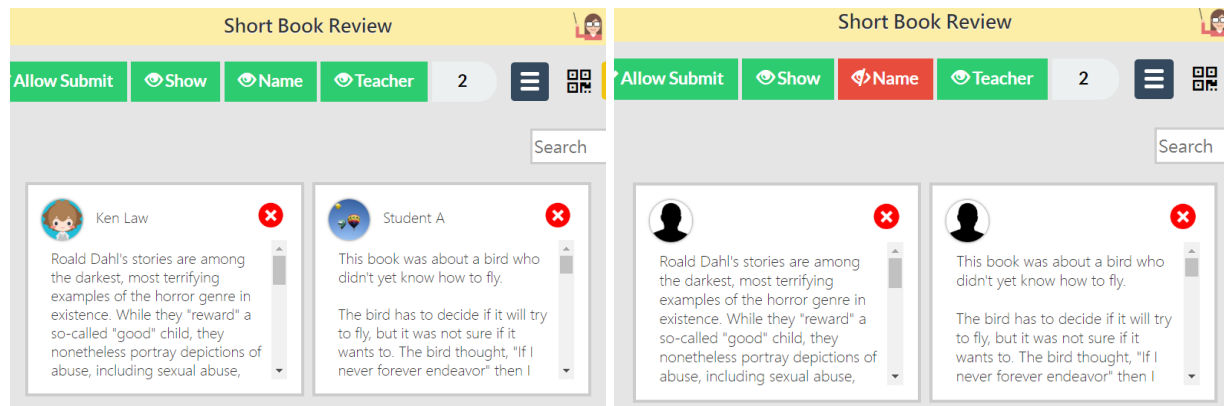 Short Book Review
Allow Submit Show Name Teacher 2
Search
Ken Law
Roald Dahl's stories are among
the darkest, most terrifying
examples of the horror genre in
existence. While they "reward" a
so-called "good" child, they
nonetheless portray depictions of
abuse, including sexual abuse,
Student A
This book was about a bird who
didn't yet know how to fly.
The bird has to decide if it will try
to fly, but it was not sure if it
wants to. The bird thought, "If I
never forever endeavor" then I
Short Book Review
Allow Submit Show Name Teacher 2
Search
Roald Dahl's stories are among
the darkest, most terrifying
examples of the horror genre in
existence. While they "reward" a
so-called "good" child, they
nonetheless portray depictions of
abuse, including sexual abuse,
This book was about a bird who
didn't yet know how to fly.
The bird has to decide if it will try
to fly, but it was not sure if it
wants to. The bird thought, "If I
never forever endeavor" then I